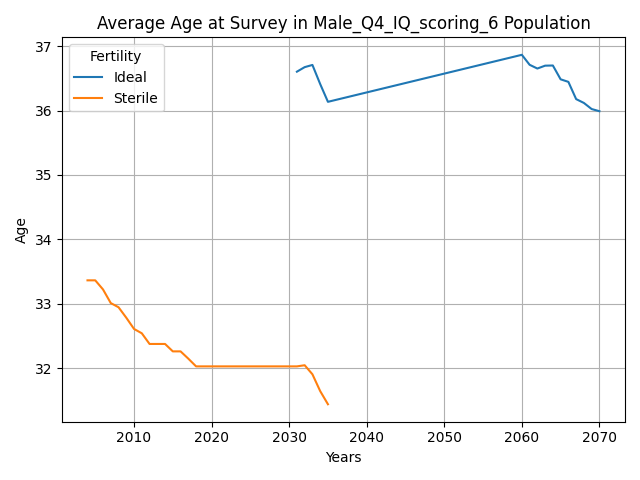 Average Age at Survey in Male_Q4_IQ_scoring_6 Population
Fertility
Ideal
Sterile
Age
37
36
35
34
33
32
2010 2020 2030 2040 2050 2060 2070
Years